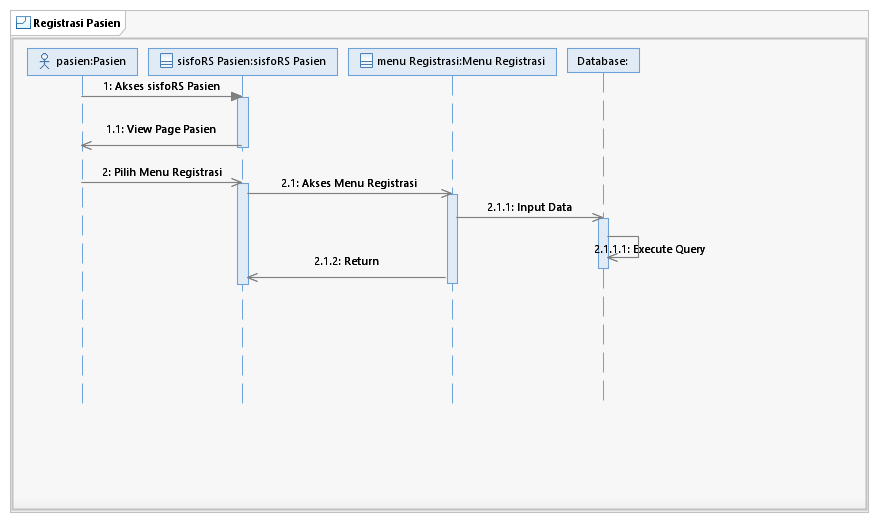 Registrasi Pasien
pasien:Pasien
sisfoRS Pasien:sisfoRS Pasien
menu Registrasi:Menu Registrasi
Database:
1: Akses sisfoRS Pasien
1.1: View Page Pasien
2: Pilih Menu Registrasi
2.1: Akses Menu Registrasi
2.1.1: Input Data
2.1.1.1: Execute Query
2.1.2: Return